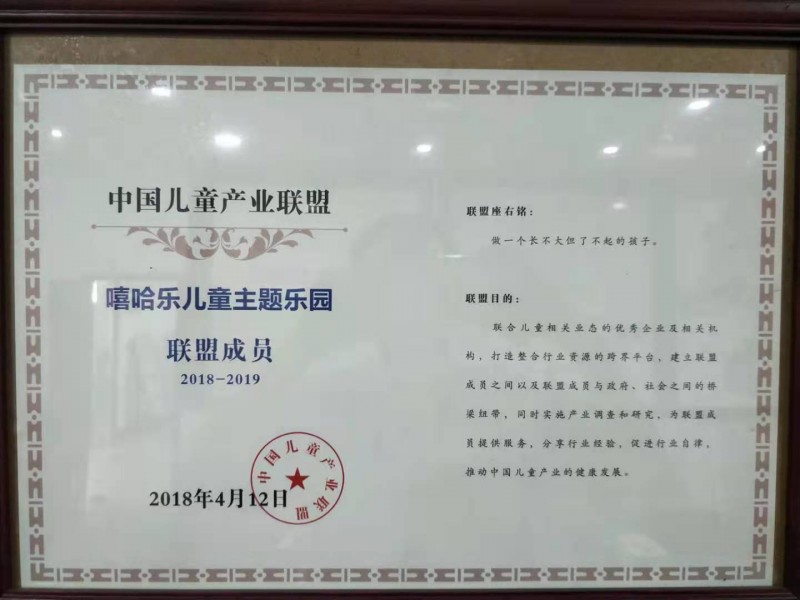 中国儿童产业联盟
嘻哈乐儿童主题乐园
联盟成员
2018-2019
2018年4月12日
中国儿童产业联盟
联盟座右铭：
做一个长不大但了不起的孩子。
联盟目的：
联合儿童相关业态的优秀企业及相关机
构，打造整合行业资源的跨界平台，建立联盟
成员之间以及联盟成员与政府、社会之间的桥
梁纽带，同时实施产业调查和研究，为联盟成
员提供服务，分享行业经验，促进行业自律，
推动中国儿童产业的健康发展。